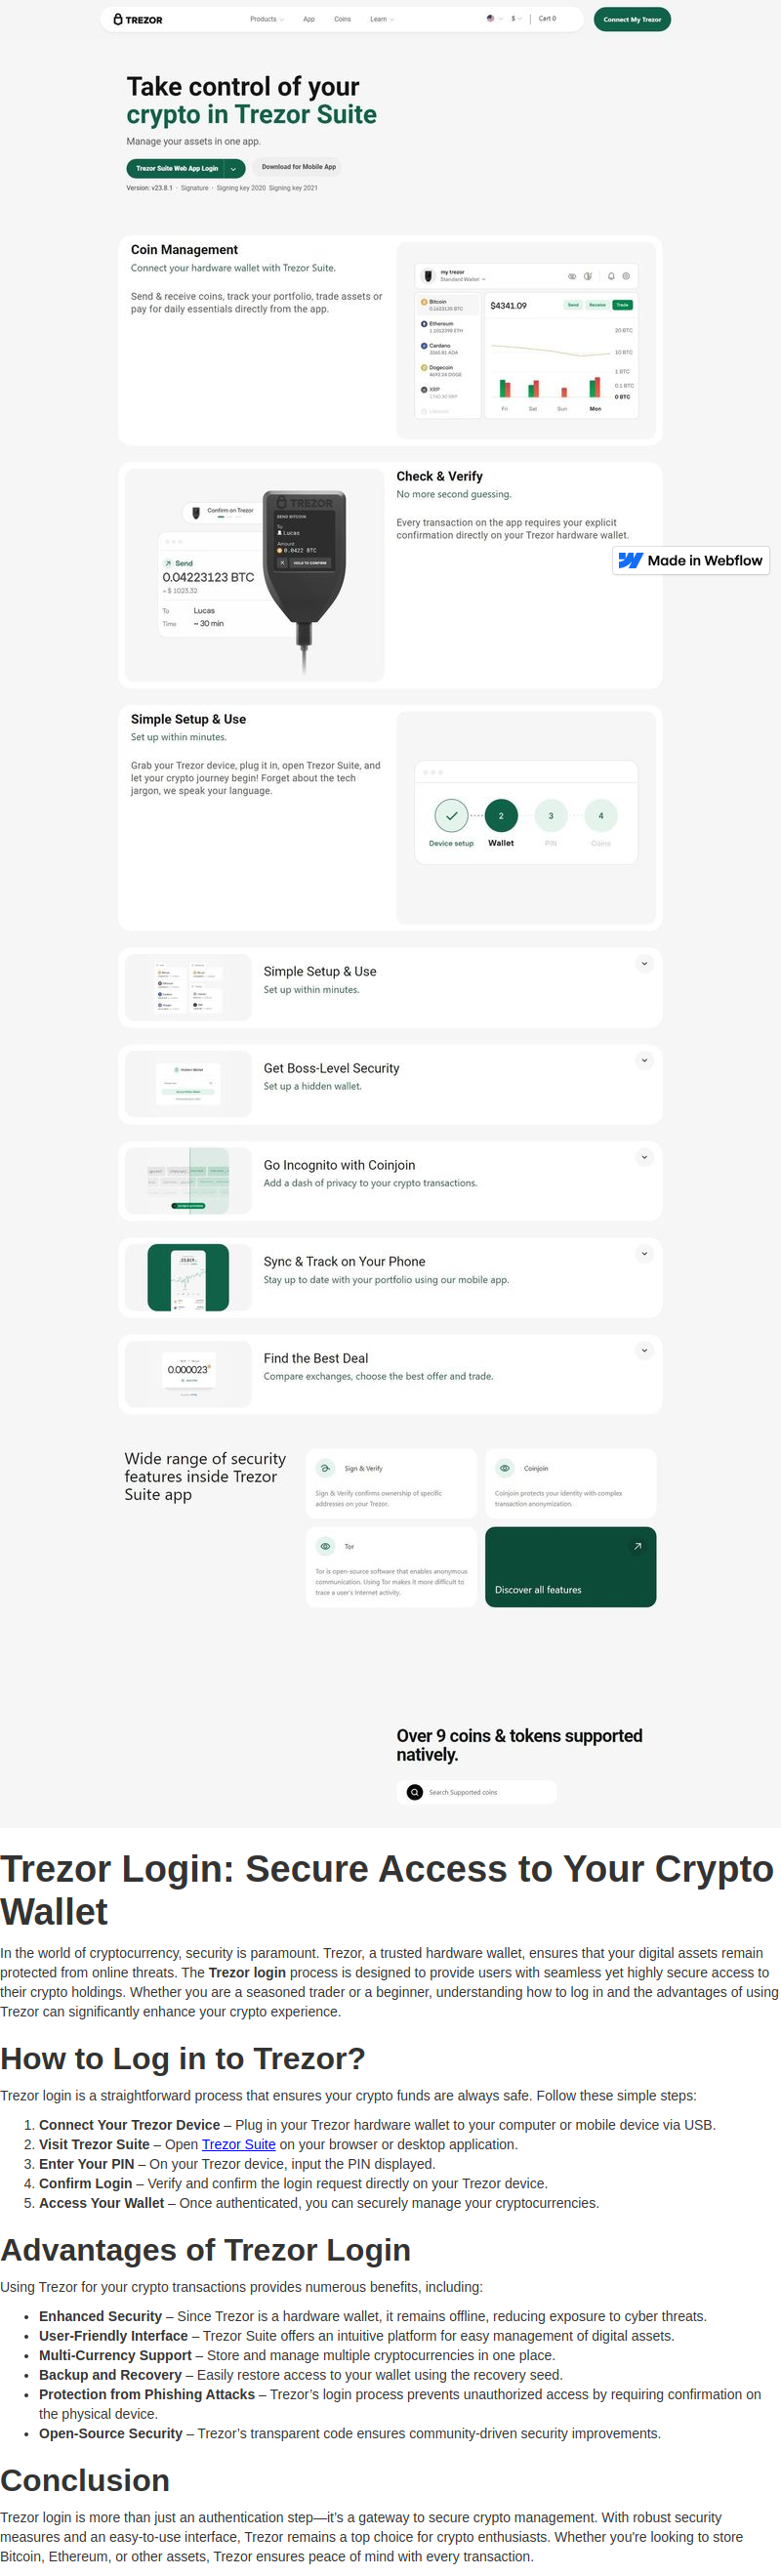 TREZOR
Products
App
Coins
Learn
$
Cart 0
Connect My Trezor
Take control of your
crypto in Trezor Suite
Manage your assets in one app.
Trezor Suite Web App Login
Download for Mobile App
Version: v23.8.1 · Signature · Signing key 2020 Signing key 2021
Coin Management
Connect your hardware wallet with Trezor Suite.
Send & receive coins, track your portfolio, trade assets or
pay for daily essentials directly from the app.
my trezor
Standard Wallet
Bitcoin
Ethereum
Cardano
3565.81 ADA
Dogecoin
4693.24 DOGE
XRP
$4341.09
Send
Receive
Trade
20 BTC
10 BTC
1 BTC
0.1 BTC
0 BTC
Fri
Sat
Sun
Mon
Confirm on Trezor
Send
0.04223123 BTC
≈ $ 1023.32
To
Lucas
Time
~ 30 min
TREZOR
SEND BITCOIN
To
Lucas
Amount
0.0422 BTC
HOLD TO CONFIRM
Check & Verify
No more second guessing.
Every transaction on the app requires your explicit
confirmation directly on your Trezor hardware wallet.
Made in Webflow
Simple Setup & Use
Set up within minutes.
Grab your Trezor device, plug it in, open Trezor Suite, and
let your crypto journey begin! Forget about the tech
jargon, we speak your language.
2
3
4
Device setup
Wallet
PIN
Coins
Simple Setup & Use
Set up within minutes.
Get Boss-Level Security
Set up a hidden wallet.
Hidden Wallet
Go Incognito with Coinjoin
Add a dash of privacy to your crypto transactions.
Sync & Track on Your Phone
Stay up to date with your portfolio using our mobile app.
0.000023
Find the Best Deal
Compare exchanges, choose the best offer and trade.
Wide range of security
features inside Trezor
Suite app
Sign & Verify
Sign & Verify confirms ownership of specific
addresses on your Trezor.
Coinjoin
Coinjoin protects your identity with complex
transaction anonymization.
Tor
Tor is open-source software that enables anonymous
communication. Using Tor makes it more difficult to
trace a user's Internet activity.
Discover all features
Over 9 coins & tokens supported
natively.
Search Supported coins
Trezor Login: Secure Access to Your Crypto
Wallet
In the world of cryptocurrency, security is paramount. Trezor, a trusted hardware wallet, ensures that your digital assets remain
protected from online threats. The Trezor login process is designed to provide users with seamless yet highly secure access to
their crypto holdings. Whether you are a seasoned trader or a beginner, understanding how to log in and the advantages of using
Trezor can significantly enhance your crypto experience.
How to Log in to Trezor?
Trezor login is a straightforward process that ensures your crypto funds are always safe. Follow these simple steps:
1. Connect Your Trezor Device – Plug in your Trezor hardware wallet to your computer or mobile device via USB.
2. Visit Trezor Suite – Open Trezor Suite on your browser or desktop application.
3. Enter Your PIN – On your Trezor device, input the PIN displayed.
4. Confirm Login – Verify and confirm the login request directly on your Trezor device.
5. Access Your Wallet – Once authenticated, you can securely manage your cryptocurrencies.
Advantages of Trezor Login
Using Trezor for your crypto transactions provides numerous benefits, including:
• Enhanced Security – Since Trezor is a hardware wallet, it remains offline, reducing exposure to cyber threats.
• User-Friendly Interface – Trezor Suite offers an intuitive platform for easy management of digital assets.
• Multi-Currency Support – Store and manage multiple cryptocurrencies in one place.
• Backup and Recovery – Easily restore access to your wallet using the recovery seed.
• Protection from Phishing Attacks – Trezor’s login process prevents unauthorized access by requiring confirmation on
the physical device.
• Open-Source Security – Trezor’s transparent code ensures community-driven security improvements.
Conclusion
Trezor login is more than just an authentication step—it’s a gateway to secure crypto management. With robust security
measures and an easy-to-use interface, Trezor remains a top choice for crypto enthusiasts. Whether you're looking to store
Bitcoin, Ethereum, or other assets, Trezor ensures peace of mind with every transaction.